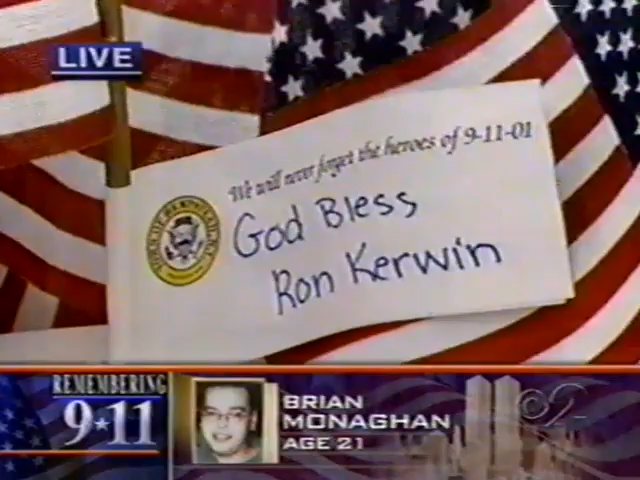 LIVE
We will never forget the heroes of 9-11-01
God Bless
Ron Kerwin
REMEMBERING
9★11
BRIAN
MONAGHAN
AGE 21
2